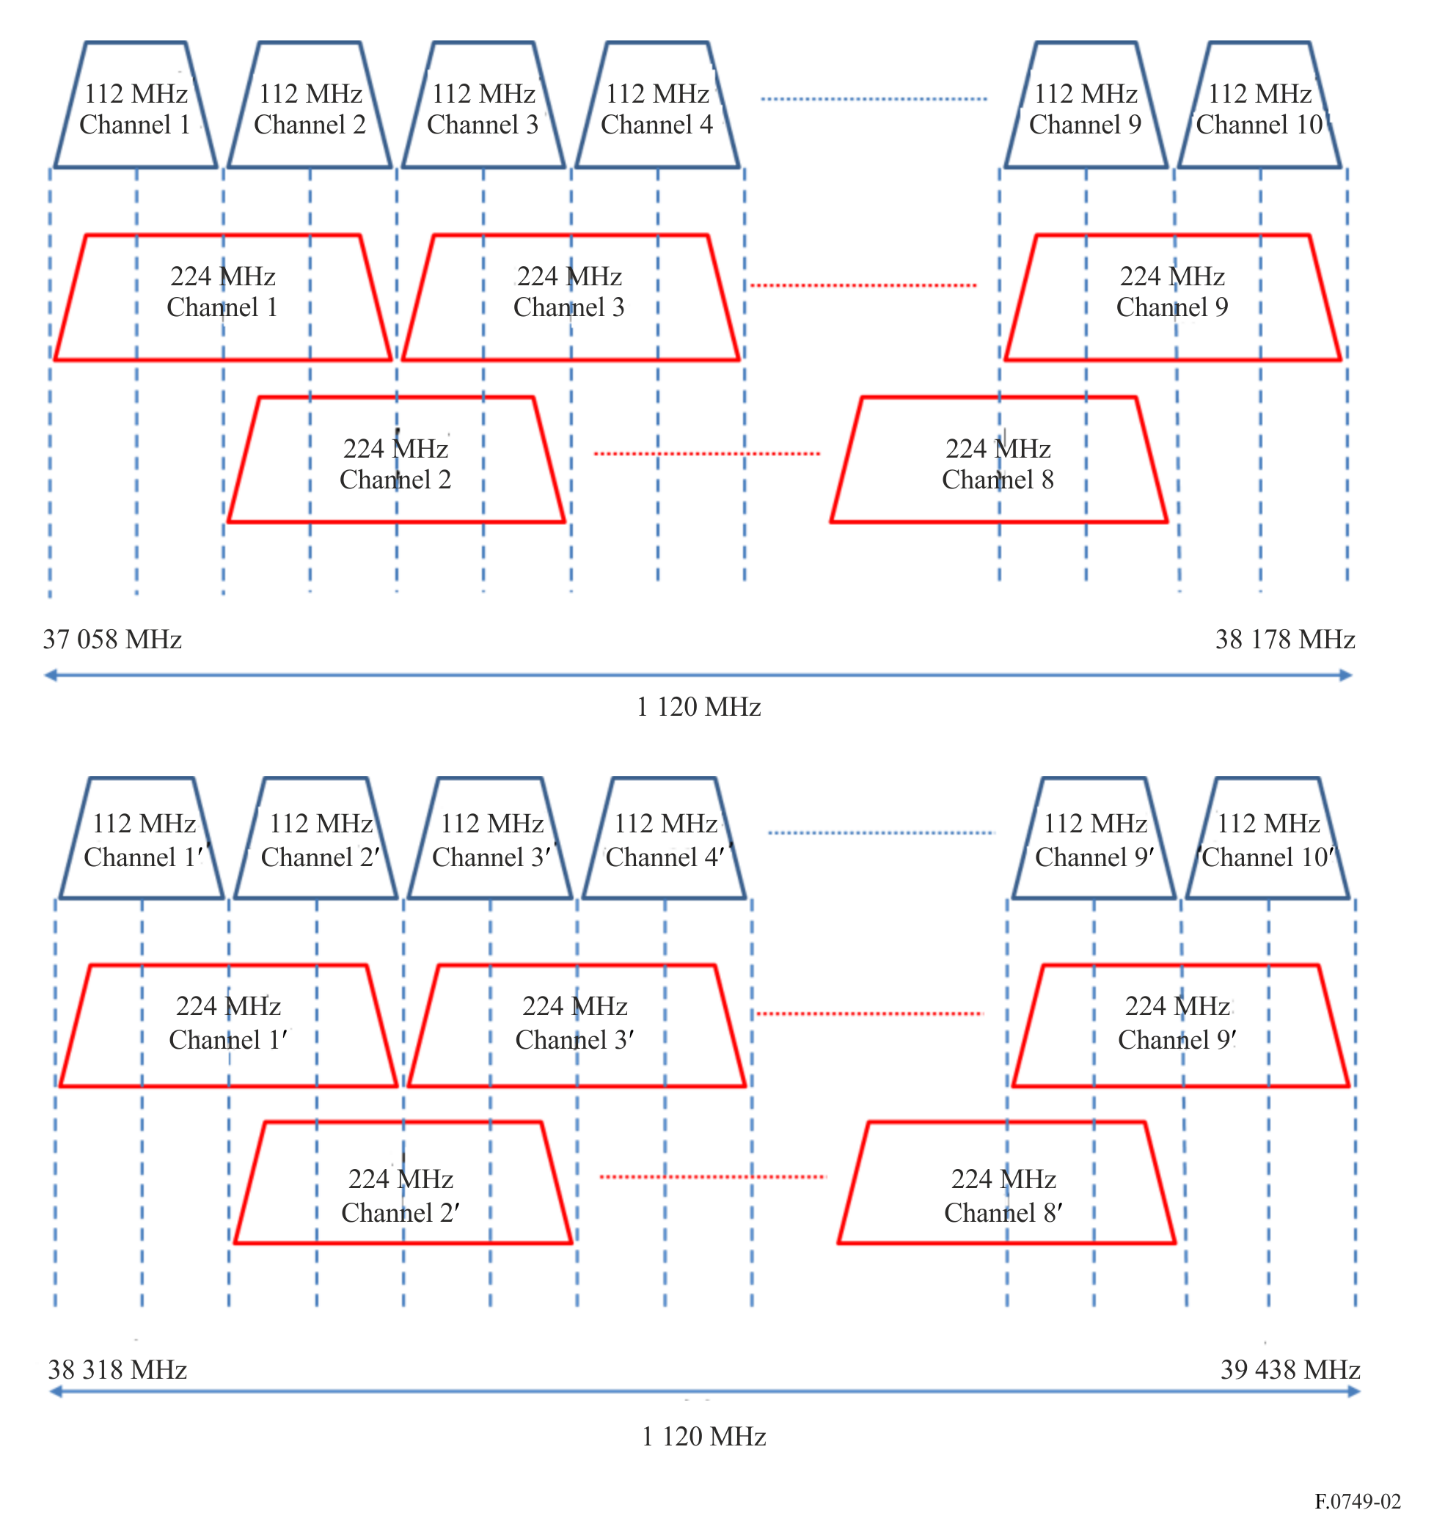 112 MHz
Channel 1
112 MHz
Channel 2
112 MHz
Channel 3
112 MHz
Channel 4
112 MHz
Channel 9
112 MHz
Channel 10
224 MHz
Channel 1
224 MHz
Channel 3
224 MHz
Channel 9
224 MHz
Channel 2
224 MHz
Channel 8
37 058 MHz
38 178 MHz
1 120 MHz
112 MHz
Channel 1′
112 MHz
Channel 2′
112 MHz
Channel 3′
112 MHz
Channel 4′
112 MHz
Channel 9′
112 MHz
Channel 10′
224 MHz
Channel 1′
224 MHz
Channel 3′
224 MHz
Channel 9′
224 MHz
Channel 2′
224 MHz
Channel 8′
38 318 MHz
39 438 MHz
1 120 MHz
F.0749-02